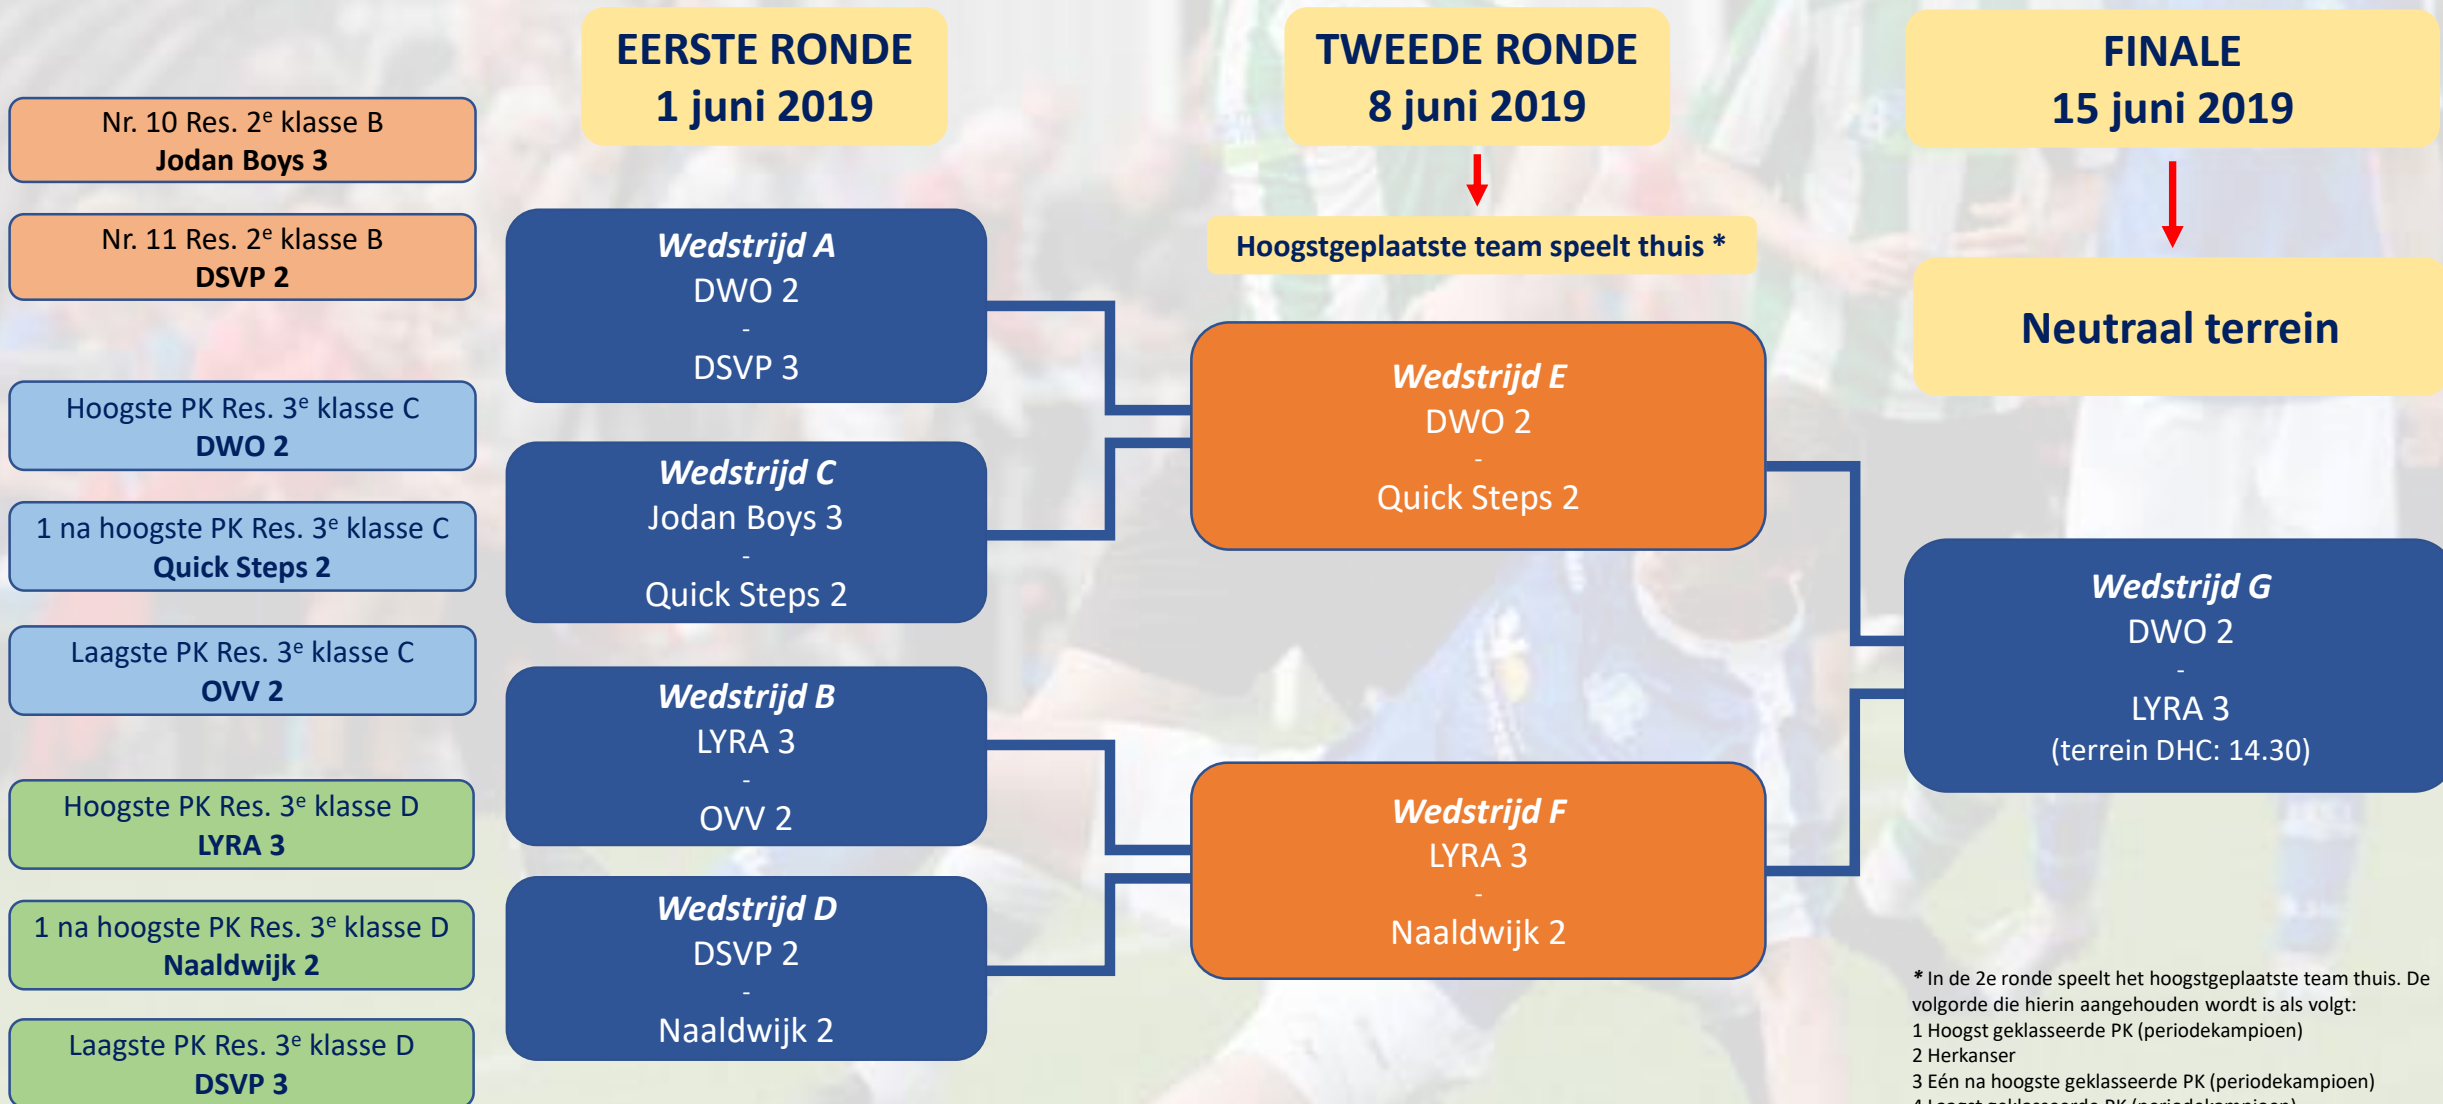 EERSTE RONDE
1 juni 2019
TWEEDE RONDE
8 juni 2019
FINALE
15 juni 2019
Hoogstgeplaatste team speelt thuis *
Neutraal terrein
Nr. 10 Res. 2e klasse B
Jodan Boys 3
Nr. 11 Res. 2e klasse B
DSVP 2
Hoogste PK Res. 3e klasse C
DWO 2
1 na hoogste PK Res. 3e klasse C
Quick Steps 2
Laagste PK Res. 3e klasse C
OVV 2
Hoogste PK Res. 3e klasse D
LYRA 3
1 na hoogste PK Res. 3e klasse D
Naaldwijk 2
Laagste PK Res. 3e klasse D
DSVP 3
Wedstrijd A
DWO 2
-
DSVP 3
Wedstrijd C
Jodan Boys 3
-
Quick Steps 2
Wedstrijd B
LYRA 3
-
OVV 2
Wedstrijd D
DSVP 2
-
Naaldwijk 2
Wedstrijd E
DWO 2
-
Quick Steps 2
Wedstrijd F
LYRA 3
-
Naaldwijk 2
Wedstrijd G
DWO 2
-
LYRA 3
(terrein DHC: 14.30)
* In de 2e ronde speelt het hoogstgeplaatste team thuis. De
volgorde die hierin aangehouden wordt is als volgt:
1 Hoogst geklasseerde PK (periodekampioen)
2 Herkanser
3 Eén na hoogste geklasseerde PK (periodekampioen)
4 Laagst geklasseerde PK (periodekampioen)